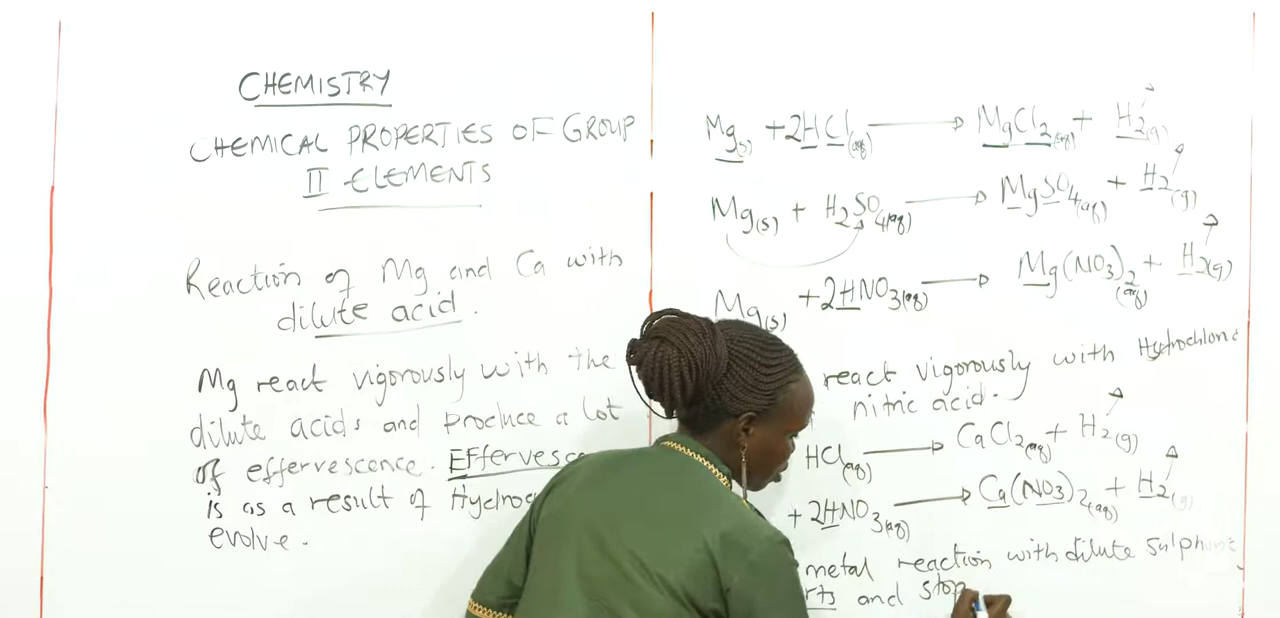 CHEMISTRY
CHEMICAL PROPERTIES OF GROUP
II ELEMENTS
Reaction of Mg and Ca with
dilute acid.
Mg react vigorously with the
dilute acids and produce a lot
of effervescence. Effervesce
is as a result of Hydrog
evolve.
Mg(s) + 2HCl(aq) → MgCl2(aq) + H2(g)
Mg(s) + H2SO4(aq) → MgSO4(aq) + H2(g)
Mg(s) + 2HNO3(aq) → Mg(NO3)2(aq) + H2(g)
react vigorously with Hydrochloric
nitric acid.
HCl(aq) → CaCl2(aq) + H2(g)
+ 2HNO3(aq) → Ca(NO3)2(aq) + H2(g)
metal reaction with dilute Sulphuric
rts and stop